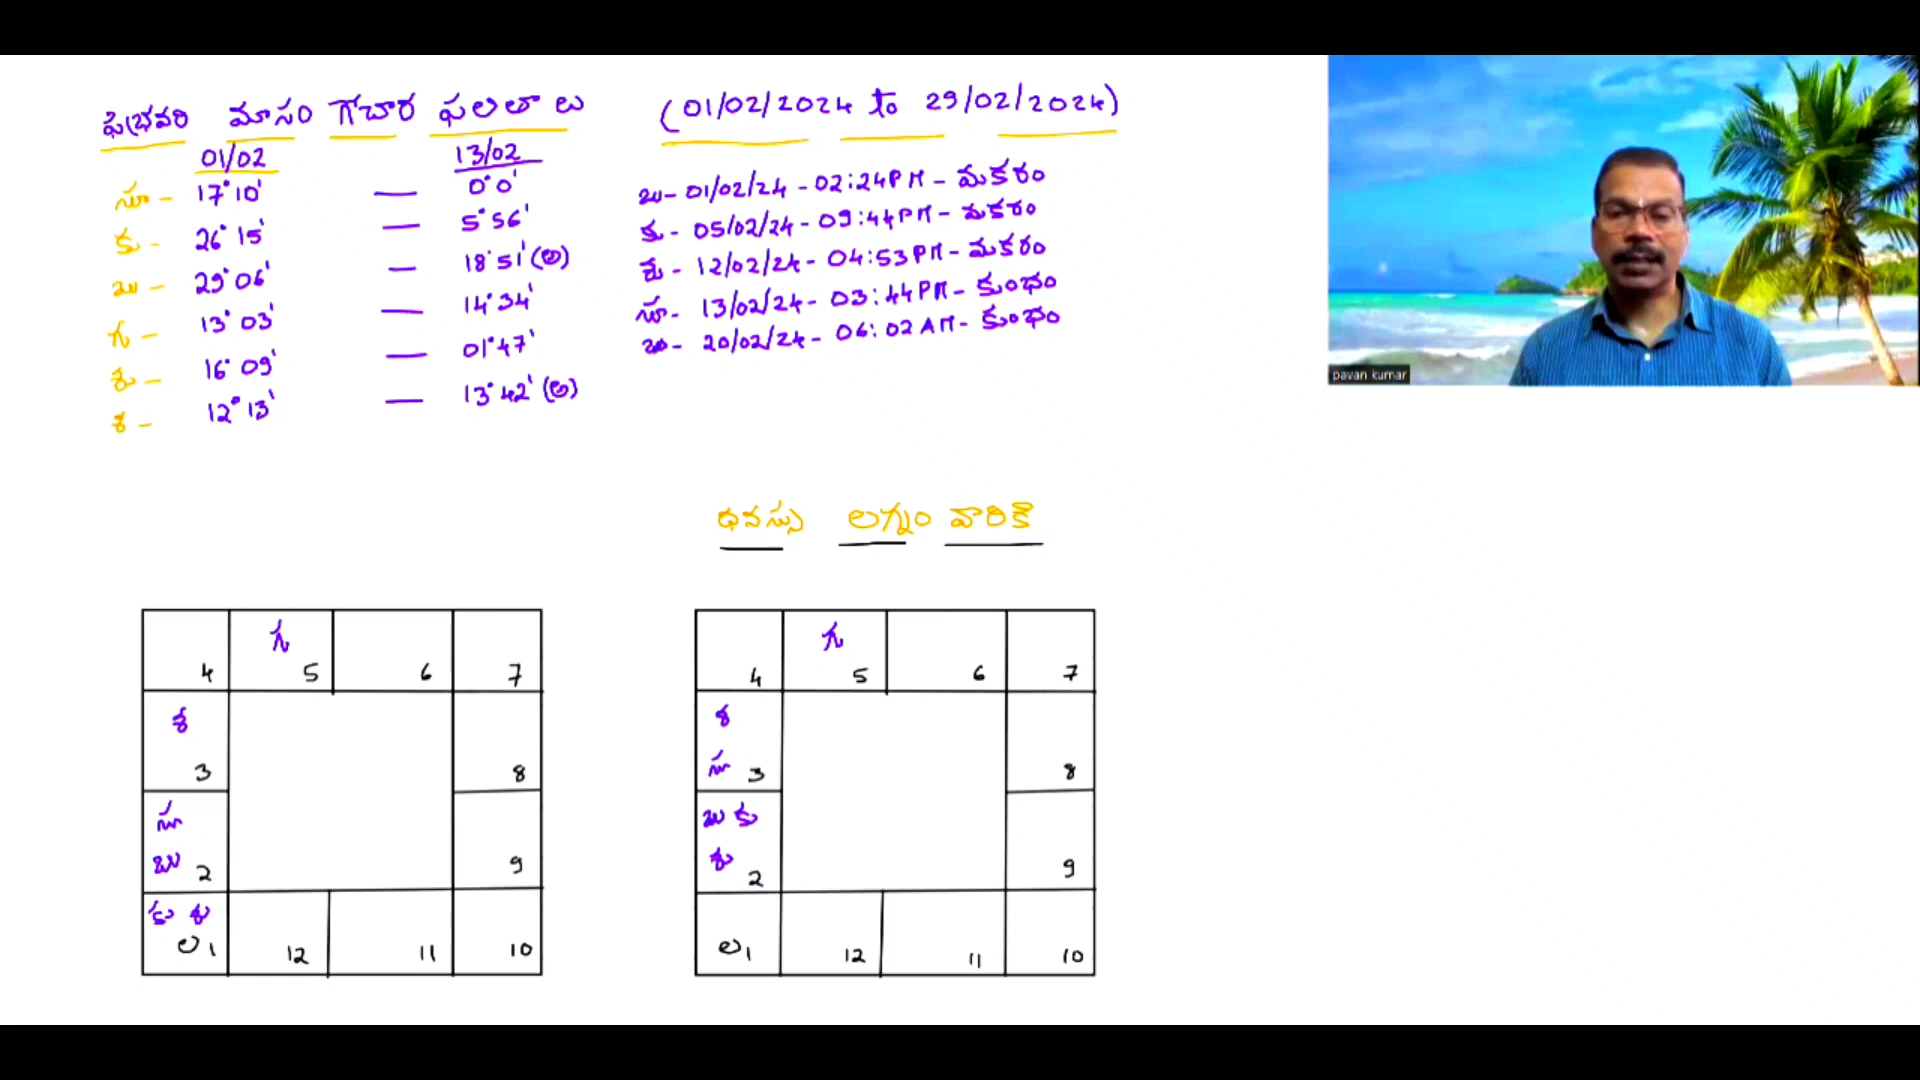 ఫిబ్రవరి మాసం గోచార ఫలితాలు (01/02/2024 to 29/02/2024)
01/02 13/02
సూ - 17°10' — 0°0'
కు - 26°15' — 5°56'
బు - 29°06' — 18°51' (అ)
గు - 13°03' — 14°34'
శు - 16°09' — 01°47'
శ - 12°13' — 13°42' (అ)
బు - 01/02/24 - 02:24PM - మకరం
కు - 05/02/24 - 09:44PM - మకరం
శు - 12/02/24 - 04:53PM - మకరం
సూ - 13/02/24 - 03:44PM - కుంభం
బు - 20/02/24 - 06:02AM - కుంభం
pavan kumar
ధనస్సు లగ్నం వారికి
గు
4 5 6 7
శ
3 8
సూ
బు 2 9
కు శు
ల 1 12 11 10
గు
4 5 6 7
శ
సూ 3 8
బు కు
శు 2 9
ల 1 12 11 10